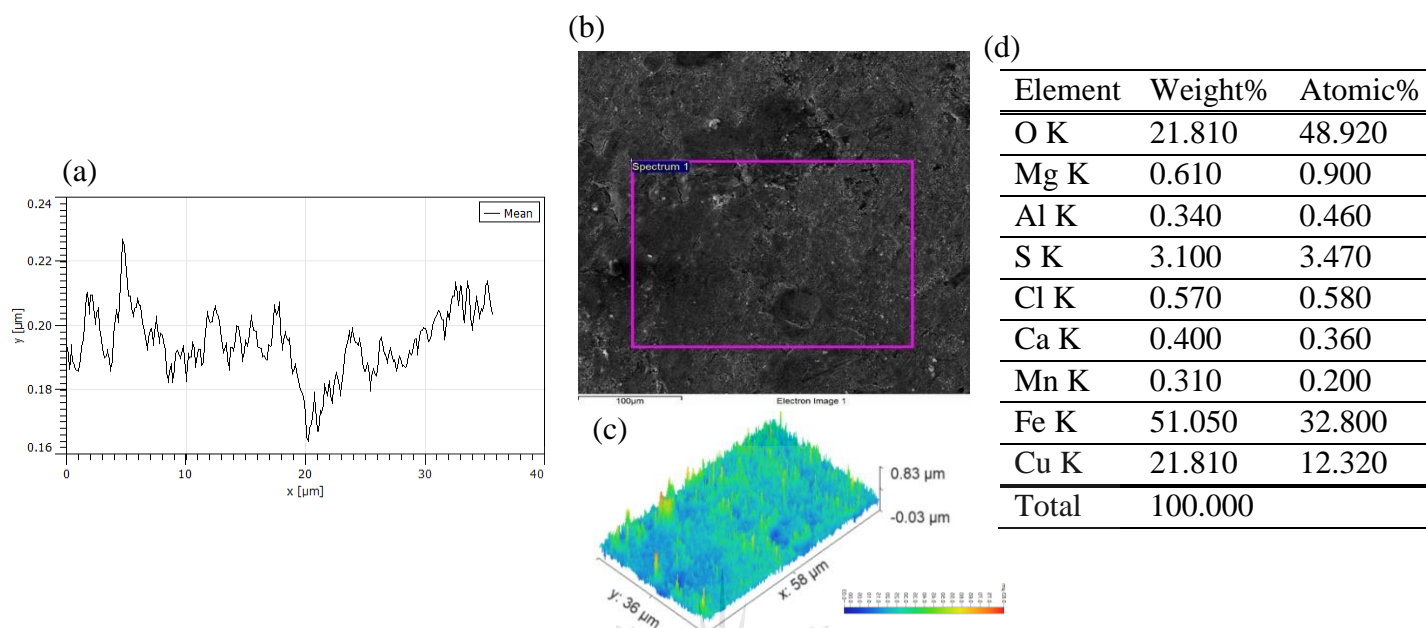 (a)
0.24
0.22
0.20
0.18
0.16
y [µm]
Mean
0
10
20
30
40
x [µm]
(b)
Spectrum 1
100µm
Electron Image 1
(c)
0.83 µm
-0.03 µm
x: 58 µm
y: 36 µm
(d)
Element Weight% Atomic%
O K 21.810 48.920
Mg K 0.610 0.900
Al K 0.340 0.460
S K 3.100 3.470
Cl K 0.570 0.580
Ca K 0.400 0.360
Mn K 0.310 0.200
Fe K 51.050 32.800
Cu K 21.810 12.320
Total 100.000